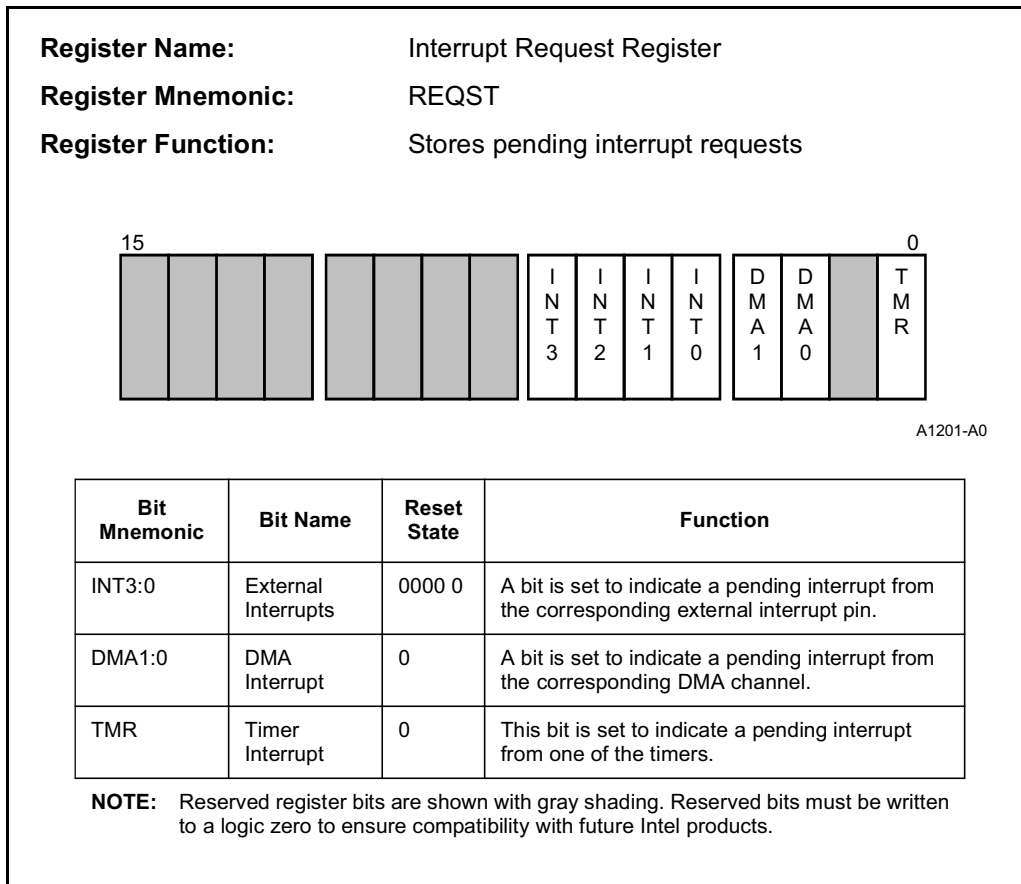 Register Name: Interrupt Request Register
Register Mnemonic: REQST
Register Function: Stores pending interrupt requests
15 0
INT3 INT2 INT1 INT0 DMA1 DMA0 TMR
A1201-A0
Bit Mnemonic Bit Name Reset State Function
INT3:0 External Interrupts 0000 0 A bit is set to indicate a pending interrupt from
the corresponding external interrupt pin.
DMA1:0 DMA Interrupt 0 A bit is set to indicate a pending interrupt from
the corresponding DMA channel.
TMR Timer Interrupt 0 This bit is set to indicate a pending interrupt
from one of the timers.
NOTE: Reserved register bits are shown with gray shading. Reserved bits must be written
to a logic zero to ensure compatibility with future Intel products.